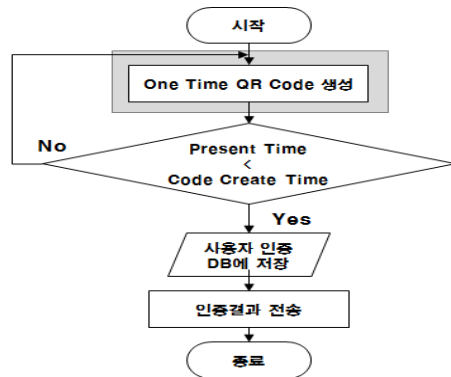 시작
One Time QR Code 생성
No
Present Time
<
Code Create Time
Yes
사용자 인증
DB에 저장
인증결과 전송
종료